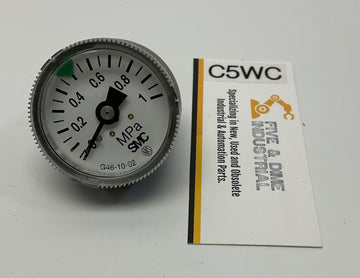 0
0.2
0.4
0.6
0.8
1
MPa
SMC
G46-10-02
C5WC
FIVE & DIME
INDUSTRIAL
Specializing in New, Used and Obsolete
Industrial & Automation Parts.